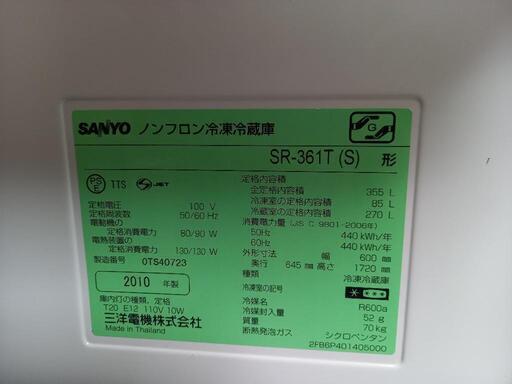 SANYO ノンフロン冷凍冷蔵庫
SR-361T (S) 形
G
PS E TTS S-JET
定格電圧 100 V
定格周波数 50/60 Hz
電動機の
定格消費電力 80/90 W
電熱装置の
定格消費電力 130/130 W
製造番号 0TS40723
2010 年製
庫内灯の種類、定格
T20 E12 110V 10W
三洋電機株式会社
Made in Thailand
定格内容積
全定格内容積 355 L
冷凍室の定格内容積 85 L
冷蔵室の定格内容積 270 L
消費電力量 (JIS C 9801-2006年)
50Hz 440 kWh/年
60Hz 440 kWh/年
外形寸法 幅 600 mm
奥行 645 mm 高さ 1720 mm
種類 冷凍冷蔵庫
冷凍室の記号
冷媒名 R600a
冷媒封入量 52 g
質量 70 kg
断熱発泡ガス シクロペンタン
2FB6P401405000